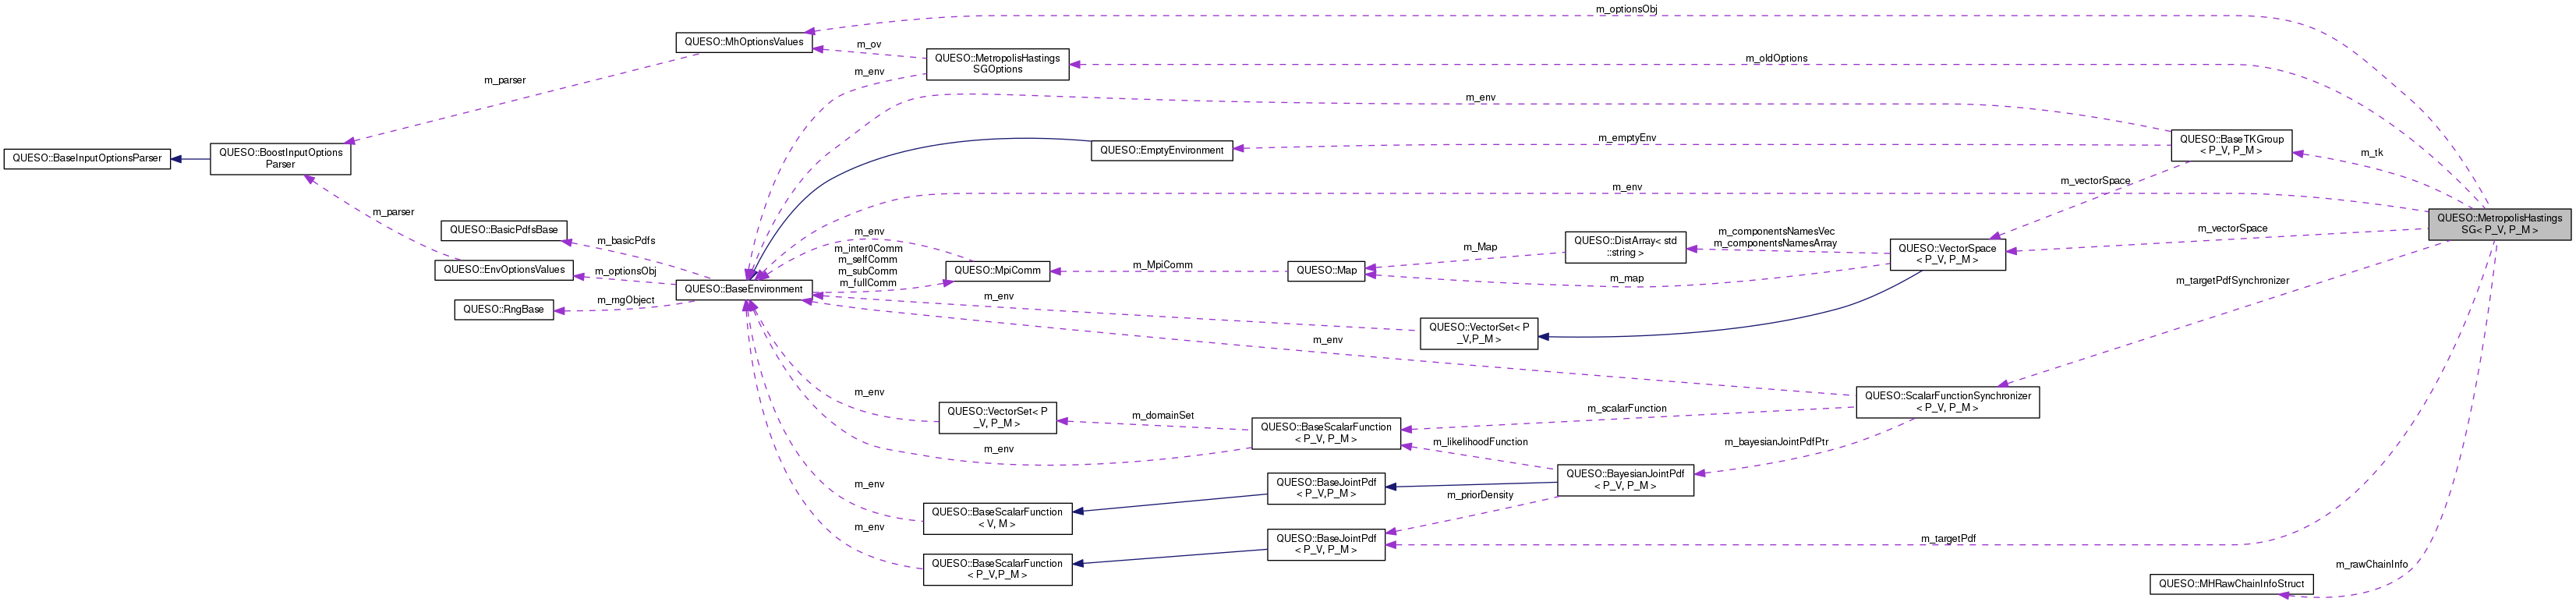 m_optionsObj
QUESO::MhOptionsValues
m_ov
QUESO::MetropolisHastings
SGOptions
m_oldOptions
m_env
m_parser
m_env
m_emptyEnv
QUESO::BaseInputOptionsParser
QUESO::BoostInputOptions
Parser
QUESO::EmptyEnvironment
QUESO::BaseTKGroup
< P_V, P_M >
m_tk
m_vectorSpace
m_env
m_parser
QUESO::BasicPdfsBase
m_basicPdfs
m_env
m_inter0Comm
m_selfComm
m_subComm
m_fullComm
m_componentsNamesVec
m_componentsNamesArray
QUESO::DistArray< std
::string >
m_Map
QUESO::VectorSpace
< P_V, P_M >
m_vectorSpace
QUESO::MetropolisHastings
SG< P_V, P_M >
QUESO::EnvOptionsValues
m_optionsObj
QUESO::BaseEnvironment
QUESO::MpiComm
m_MpiComm
QUESO::Map
m_map
m_targetPdfSynchronizer
QUESO::RngBase
m_rngObject
m_env
QUESO::VectorSet< P
_V,P_M >
m_env
m_env
QUESO::VectorSet< P
_V, P_M >
m_domainSet
m_scalarFunction
QUESO::ScalarFunctionSynchronizer
< P_V, P_M >
QUESO::BaseScalarFunction
< P_V, P_M >
m_env
m_likelihoodFunction
m_bayesianJointPdfPtr
m_env
QUESO::BaseJointPdf
< P_V,P_M >
QUESO::BayesianJointPdf
< P_V, P_M >
m_priorDensity
QUESO::BaseScalarFunction
< V, M >
m_env
QUESO::BaseJointPdf
< P_V, P_M >
m_targetPdf
QUESO::BaseScalarFunction
< P_V,P_M >
m_rawChainInfo
QUESO::MHRawChainInfoStruct